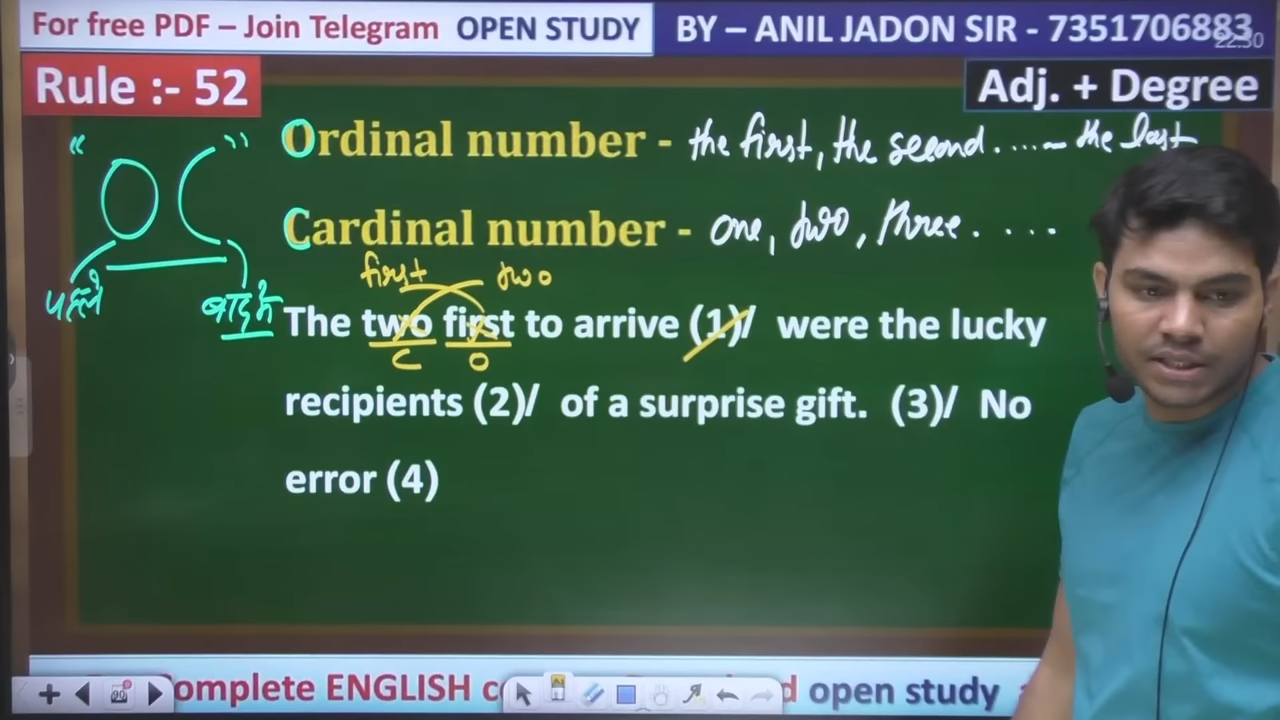 For free PDF – Join Telegram OPEN STUDY BY – ANIL JADON SIR - 7351706883
22:30
Rule :- 52
Adj. + Degree
" O C "
पहले
बाद में
Ordinal number - the first, the second..... the last
Cardinal number - one, two, three.....
first two
The two first to arrive (1)/ were the lucky
C O
recipients (2)/ of a surprise gift. (3)/ No
error (4)
omplete ENGLISH c d open study